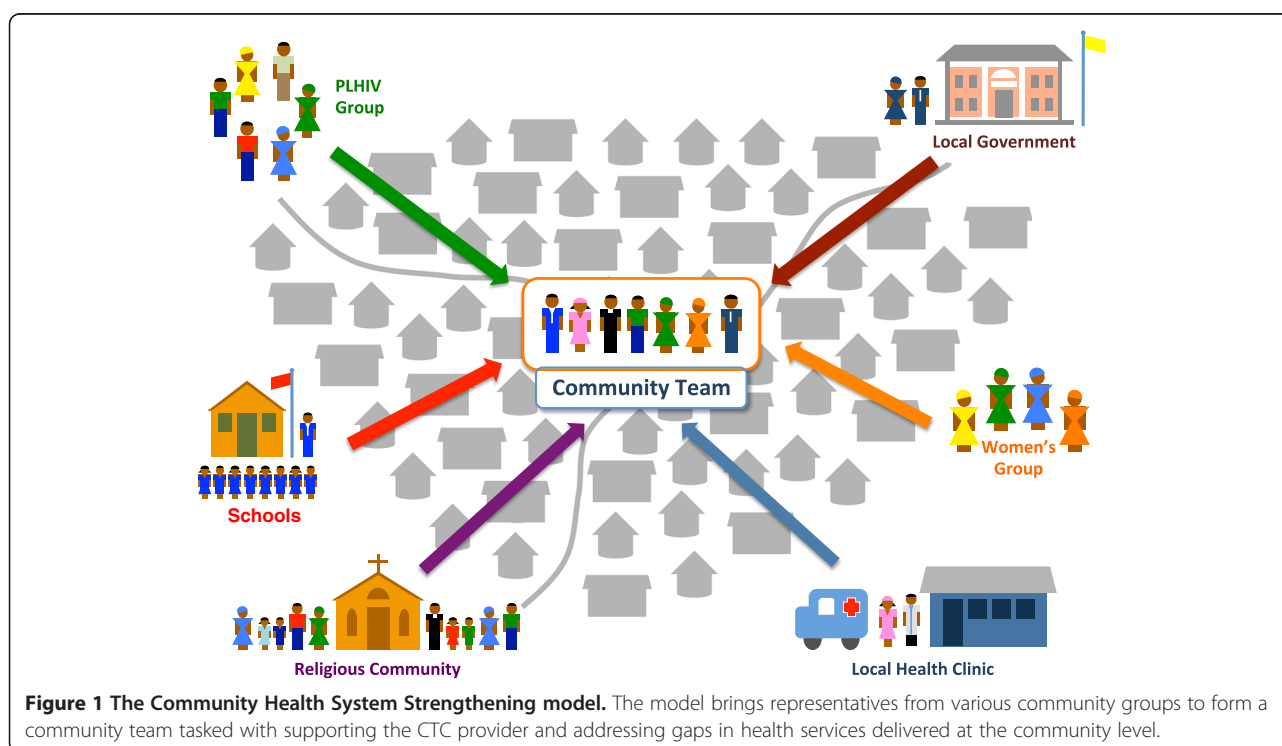 PLHIV
Group
Local Government
Community Team
Women's
Group
Schools
Religious Community
Local Health Clinic
Figure 1 The Community Health System Strengthening model. The model brings representatives from various community groups to form a
community team tasked with supporting the CTC provider and addressing gaps in health services delivered at the community level.